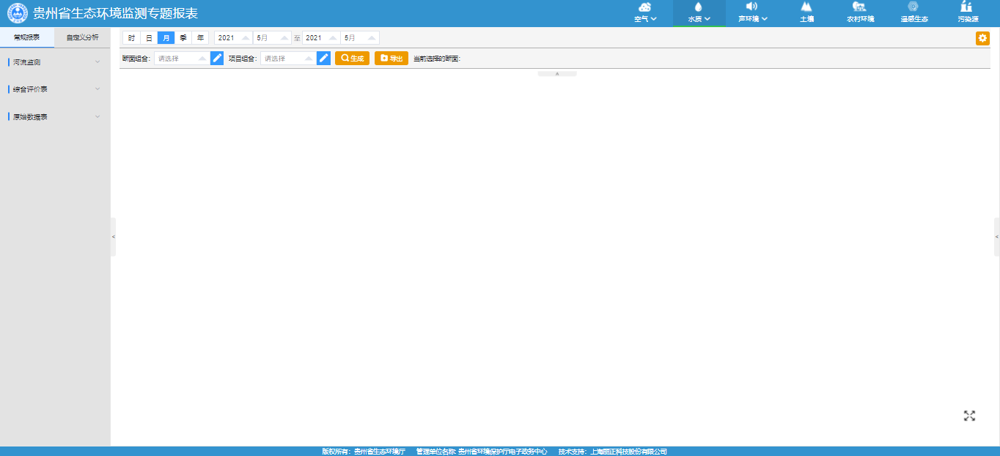 贵州省生态环境监测专题报表
空气 水质 声环境 土壤 农村环境 遥感生态 污染源
常规报表 自定义分析
时 日 月 季 年 2021 5月 至 2021 5月
断面组合: 请选择 项目组合: 请选择 生成 导出 当前选择的断面:
河流监测
综合评价表
原始数据表
版权所有：贵州省生态环境厅 管理单位名称: 贵州省环境保护厅电子政务中心 技术支持：上海丽正科技股份有限公司